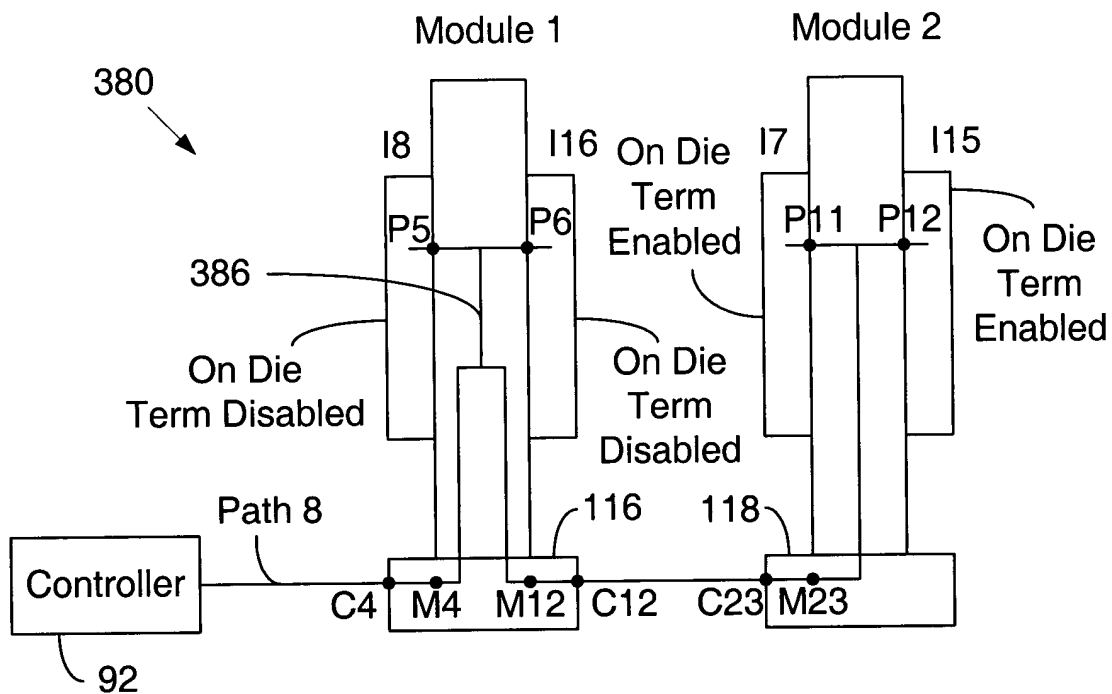 Module 1
Module 2
380
I8
I16
I7
I15
On Die
Term
Enabled
P5
P6
P11
P12
On Die
Term
Enabled
386
On Die
Term Disabled
On Die
Term
Disabled
Path 8
116
118
Controller
C4
M4
M12
C12
C23
M23
92